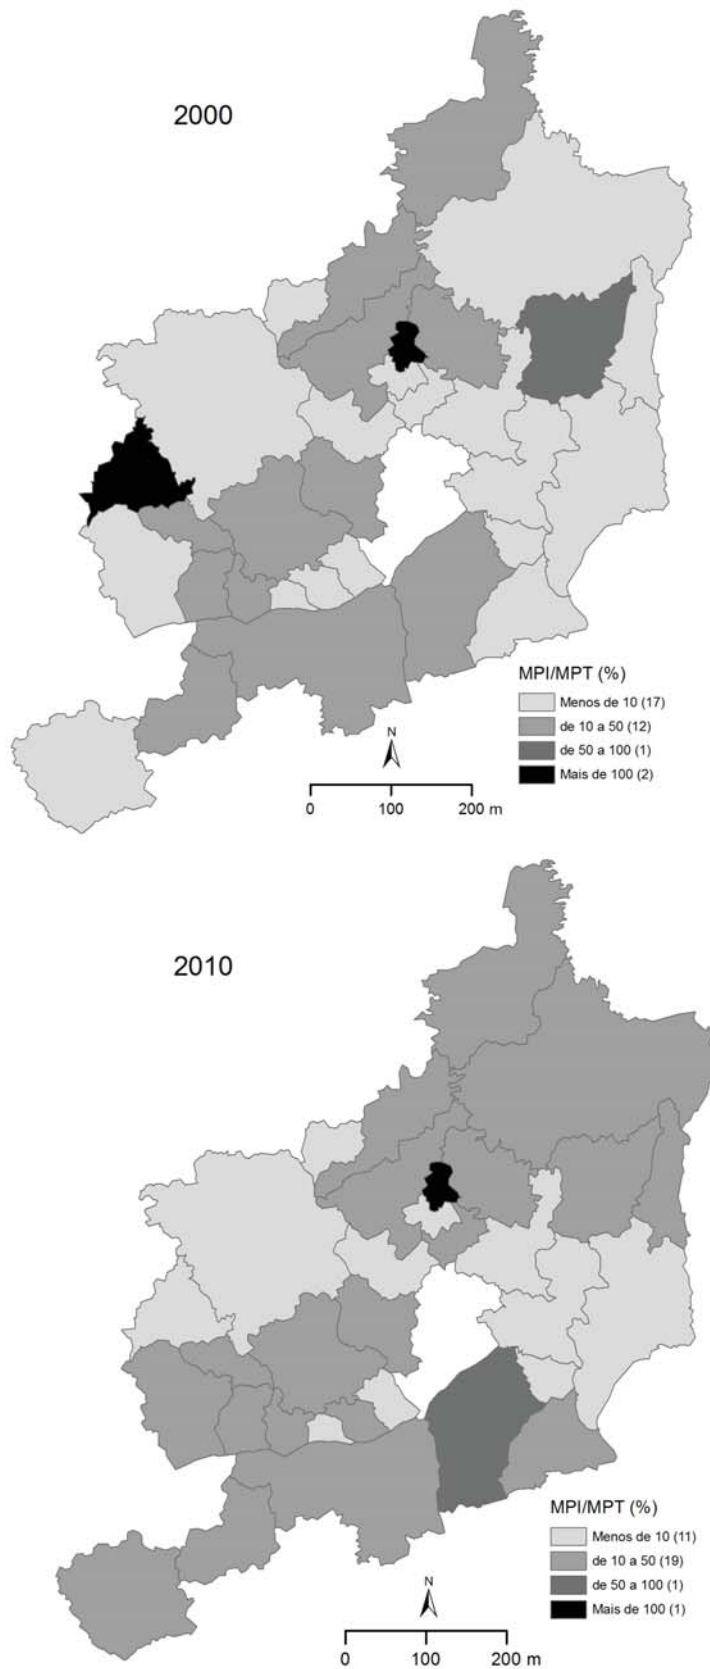 2000
MPI/MPT (%)
Menos de 10 (17)
de 10 a 50 (12)
de 50 a 100 (1)
Mais de 100 (2)
N
0 100 200 m
2010
MPI/MPT (%)
Menos de 10 (11)
de 10 a 50 (19)
de 50 a 100 (1)
Mais de 100 (1)
N
0 100 200 m